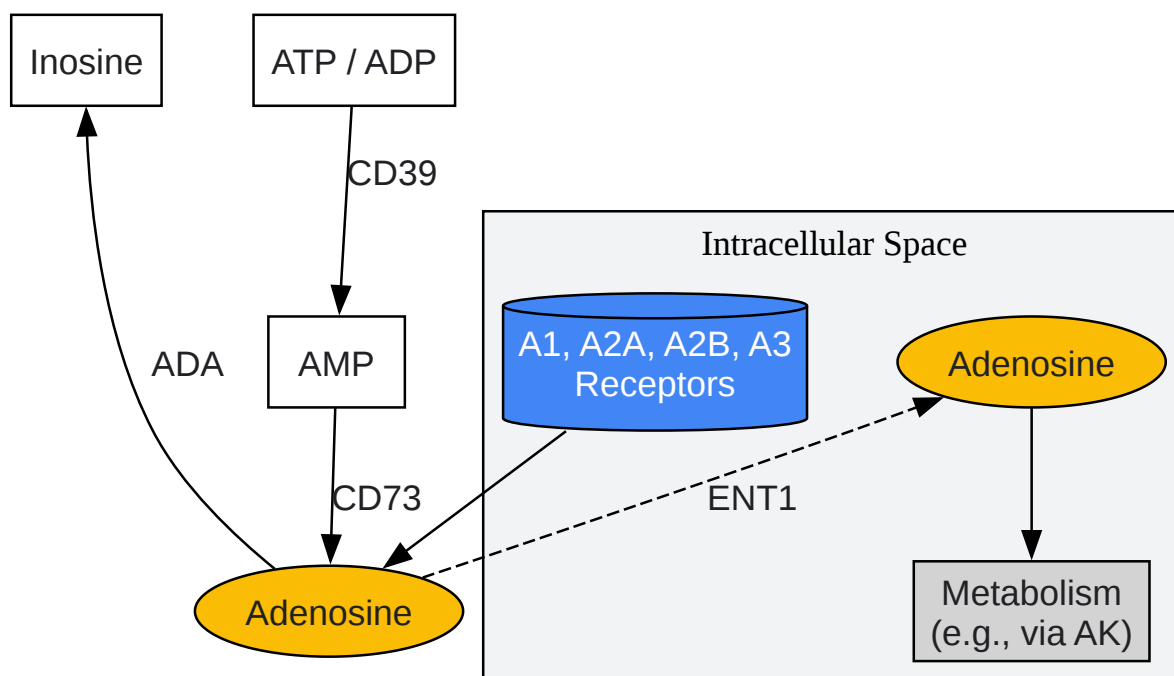 Inosine
ATP / ADP
CD39
Intracellular Space
A1, A2A, A2B, A3
Receptors
Adenosine
ADA
AMP
CD73
ENT1
Adenosine
Metabolism
(e.g., via AK)